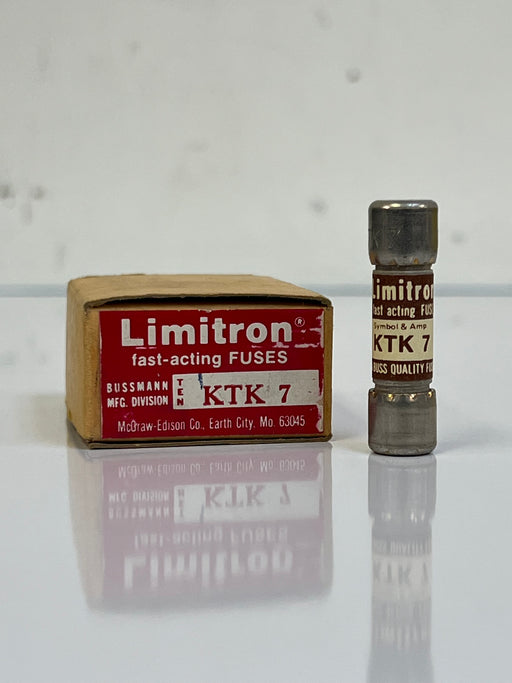 Limitron®
fast-acting FUSES
BUSSMANN
MFG. DIVISION
TEN
KTK 7
McGraw-Edison Co., Earth City, Mo. 63045
Limitron
fast acting FUS
Symbol & Amp
KTK 7
BUSS QUALITY FU